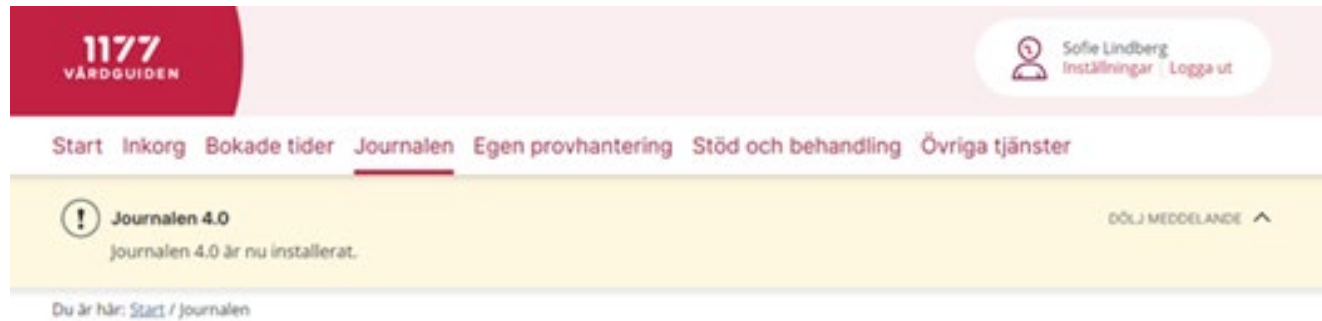 1177
VÅRDGUIDEN
Sofie Lindberg
Inställningar Logga ut
Start Inkorg Bokade tider Journalen Egen provhantering Stöd och behandling Övriga tjänster
Journalen 4.0
DÖLJ MEDDELANDE
Journalen 4.0 är nu installerat.
Du är här: Start / Journalen